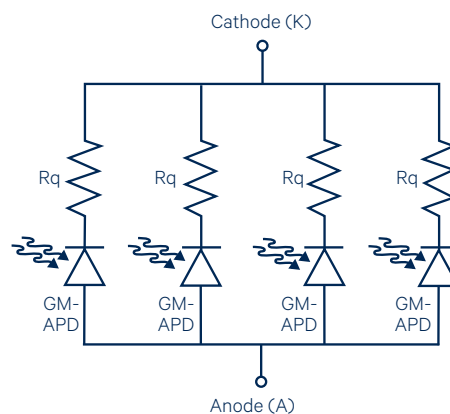 Cathode (K)
Rq
Rq
Rq
Rq
GM-
APD
GM-
APD
GM-
APD
GM-
APD
Anode (A)